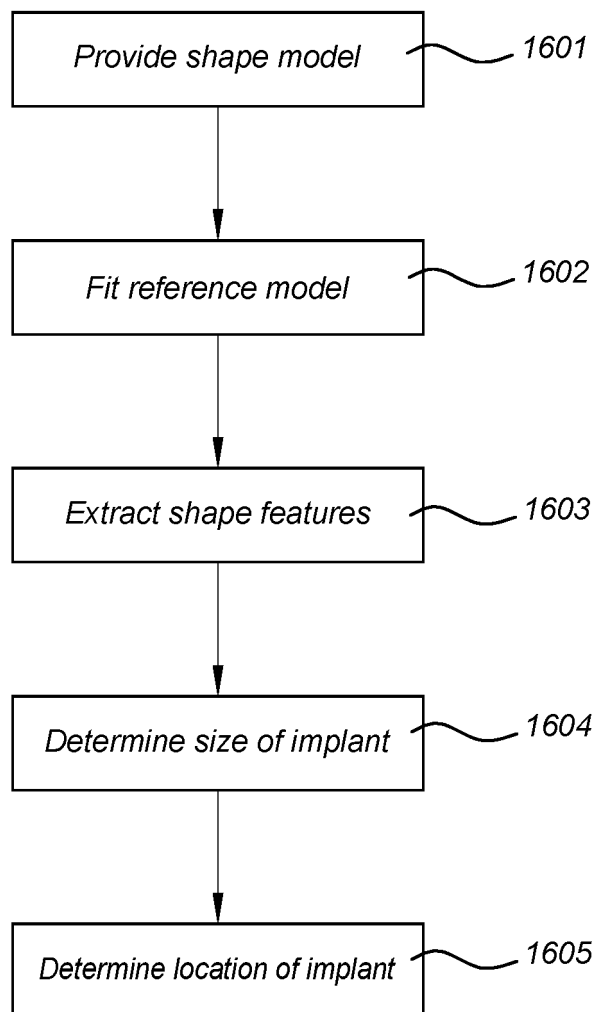 Provide shape model 1601
Fit reference model 1602
Extract shape features 1603
Determine size of implant 1604
Determine location of implant 1605